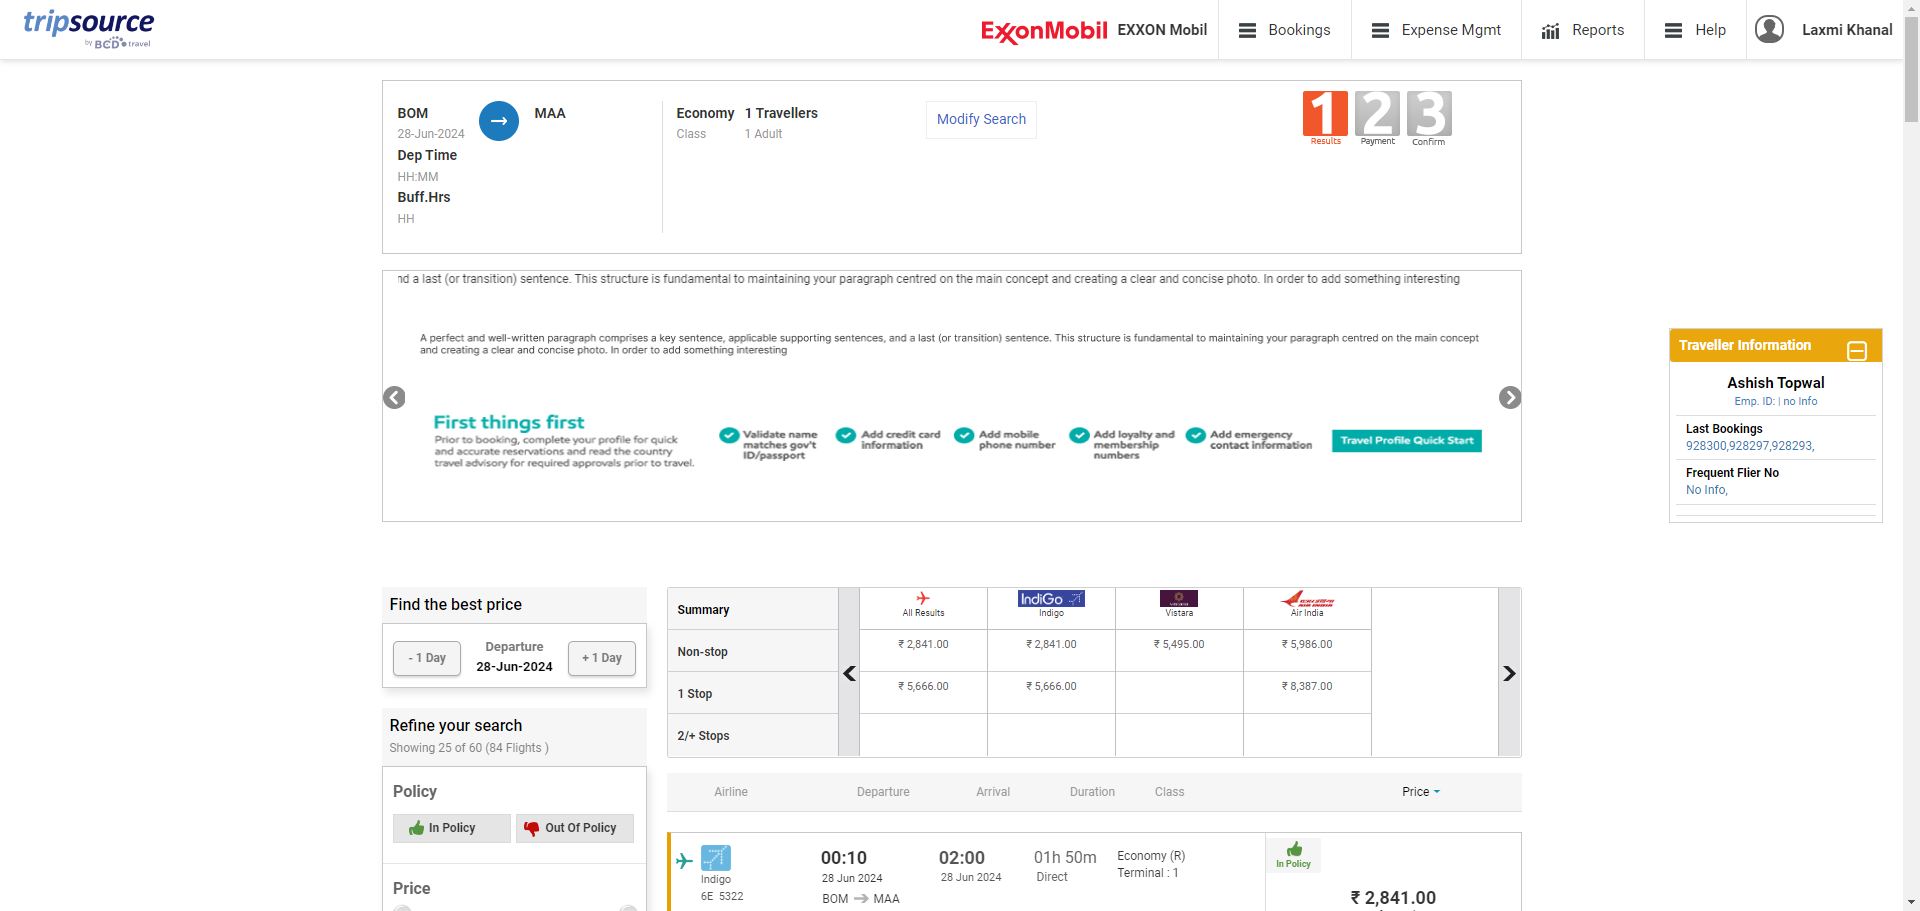 tripsource
by BCD travel
ExxonMobil EXXON Mobil
Bookings
Expense Mgmt
Reports
Help
Laxmi Khanal
BOM
28-Jun-2024
MAA
Dep Time
HH:MM
Buff.Hrs
HH
Economy
Class
1 Travellers
1 Adult
Modify Search
1 2 3
Results Payment Confirm
nd a last (or transition) sentence. This structure is fundamental to maintaining your paragraph centred on the main concept and creating a clear and concise photo. In order to add something interesting
A perfect and well-written paragraph comprises a key sentence, applicable supporting sentences, and a last (or transition) sentence. This structure is fundamental to maintaining your paragraph centred on the main concept
and creating a clear and concise photo. In order to add something interesting
First things first
Prior to booking, complete your profile for quick
and accurate reservations and read the country
travel advisory for required approvals prior to travel.
Validate name
matches gov't
ID/passport
Add credit card
information
Add mobile
phone number
Add loyalty and
membership
numbers
Add emergency
contact information
Travel Profile Quick Start
Traveller Information
Ashish Topwal
Emp. ID: | no Info
Last Bookings
928300,928297,928293,
Frequent Flier No
No Info,
Find the best price
- 1 Day
Departure
28-Jun-2024
+ 1 Day
Refine your search
Showing 25 of 60 (84 Flights )
Policy
In Policy
Out Of Policy
Price
Summary
All Results
IndiGo
Indigo
Vistara
AIR INDIA
Air India
Non-stop ₹ 2,841.00 ₹ 2,841.00 ₹ 5,495.00 ₹ 5,986.00
1 Stop ₹ 5,666.00 ₹ 5,666.00 ₹ 8,387.00
2/+ Stops
Airline Departure Arrival Duration Class Price
Indigo
6E 5322
00:10
28 Jun 2024
BOM MAA
02:00
28 Jun 2024
01h 50m
Direct
Economy (R)
Terminal : 1
In Policy
₹ 2,841.00